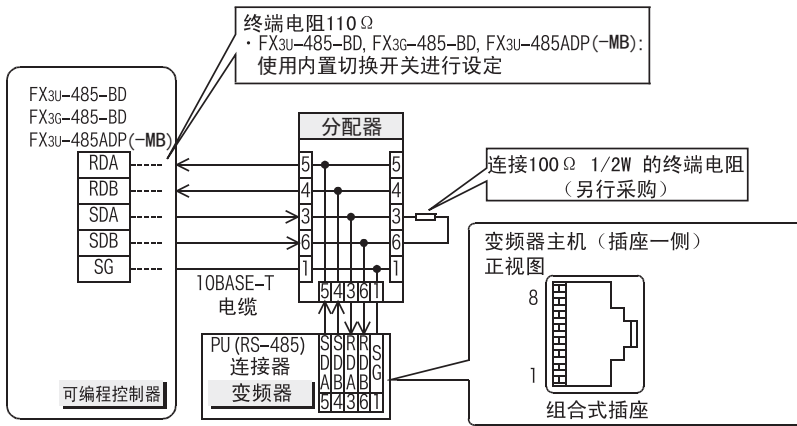 终端电阻110Ω
・FX3U-485-BD, FX3G-485-BD, FX3U-485ADP(-MB):
使用内置切换开关进行设定
FX3U-485-BD
FX3G-485-BD
FX3U-485ADP(-MB)
RDA
RDB
SDA
SDB
SG
可编程控制器
10BASE-T
电缆
分配器
5 5
4 4
3 3
6 6
1 1
5 4 3 6 1
连接100Ω 1/2W 的终端电阻
（另行采购）
PU(RS-485)
连接器
变频器
SDA SDB RDA RDB SG
5 4 3 6 1
变频器主机（插座一侧）
正视图
8
1
组合式插座